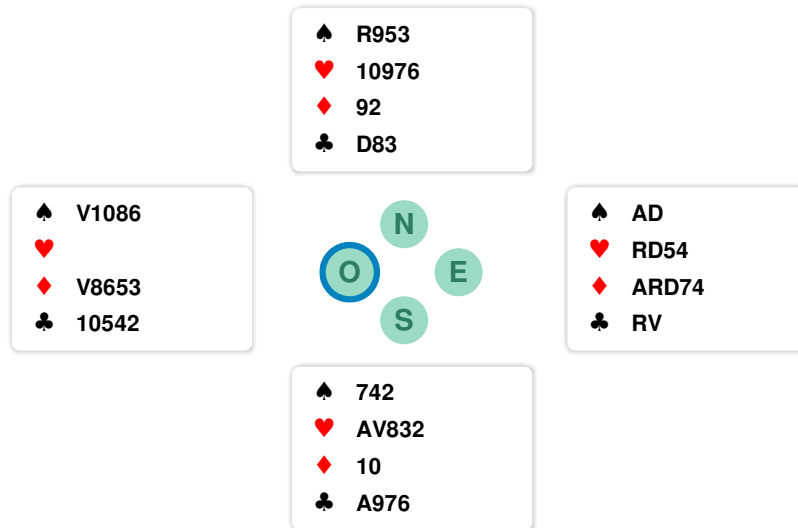 ♠ R953
♥ 10976
♦ 92
♣ D83
♠ V1086
♥
♦ V8653
♣ 10542
N
O
E
S
♠ AD
♥ RD54
♦ ARD74
♣ RV
♠ 742
♥ AV832
♦ 10
♣ A976